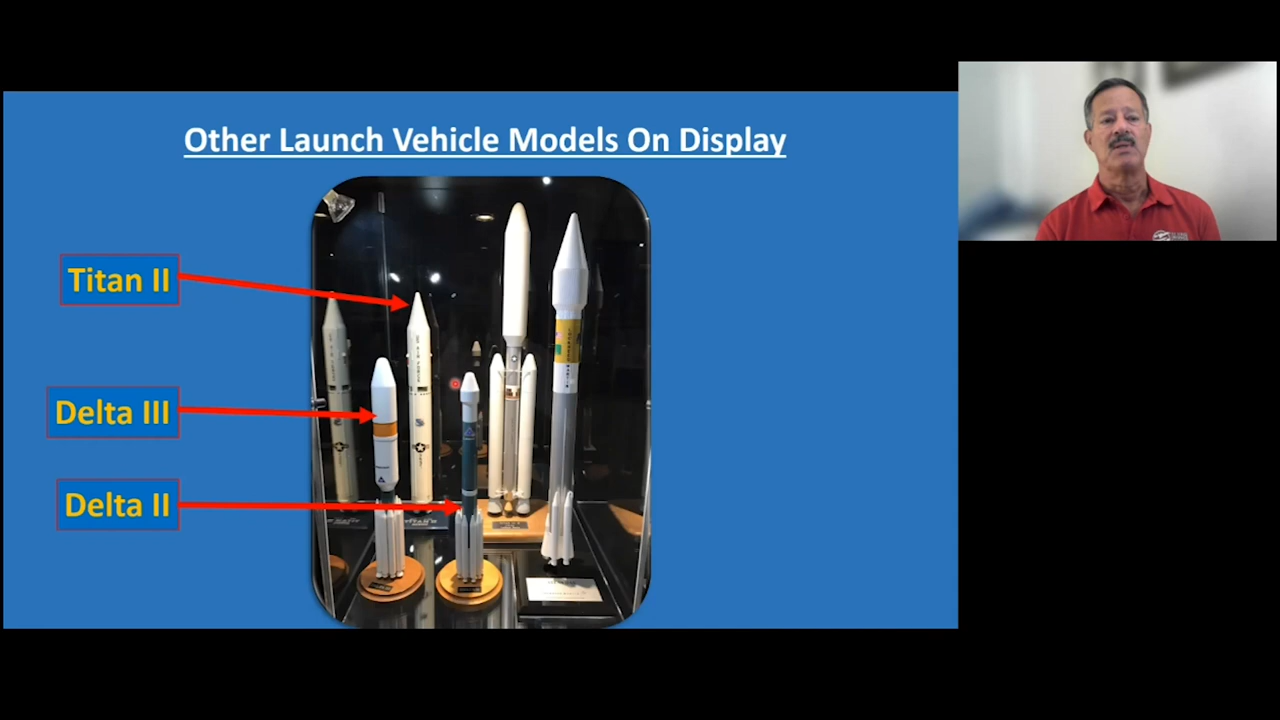 Other Launch Vehicle Models On Display
Titan II
Delta III
Delta II